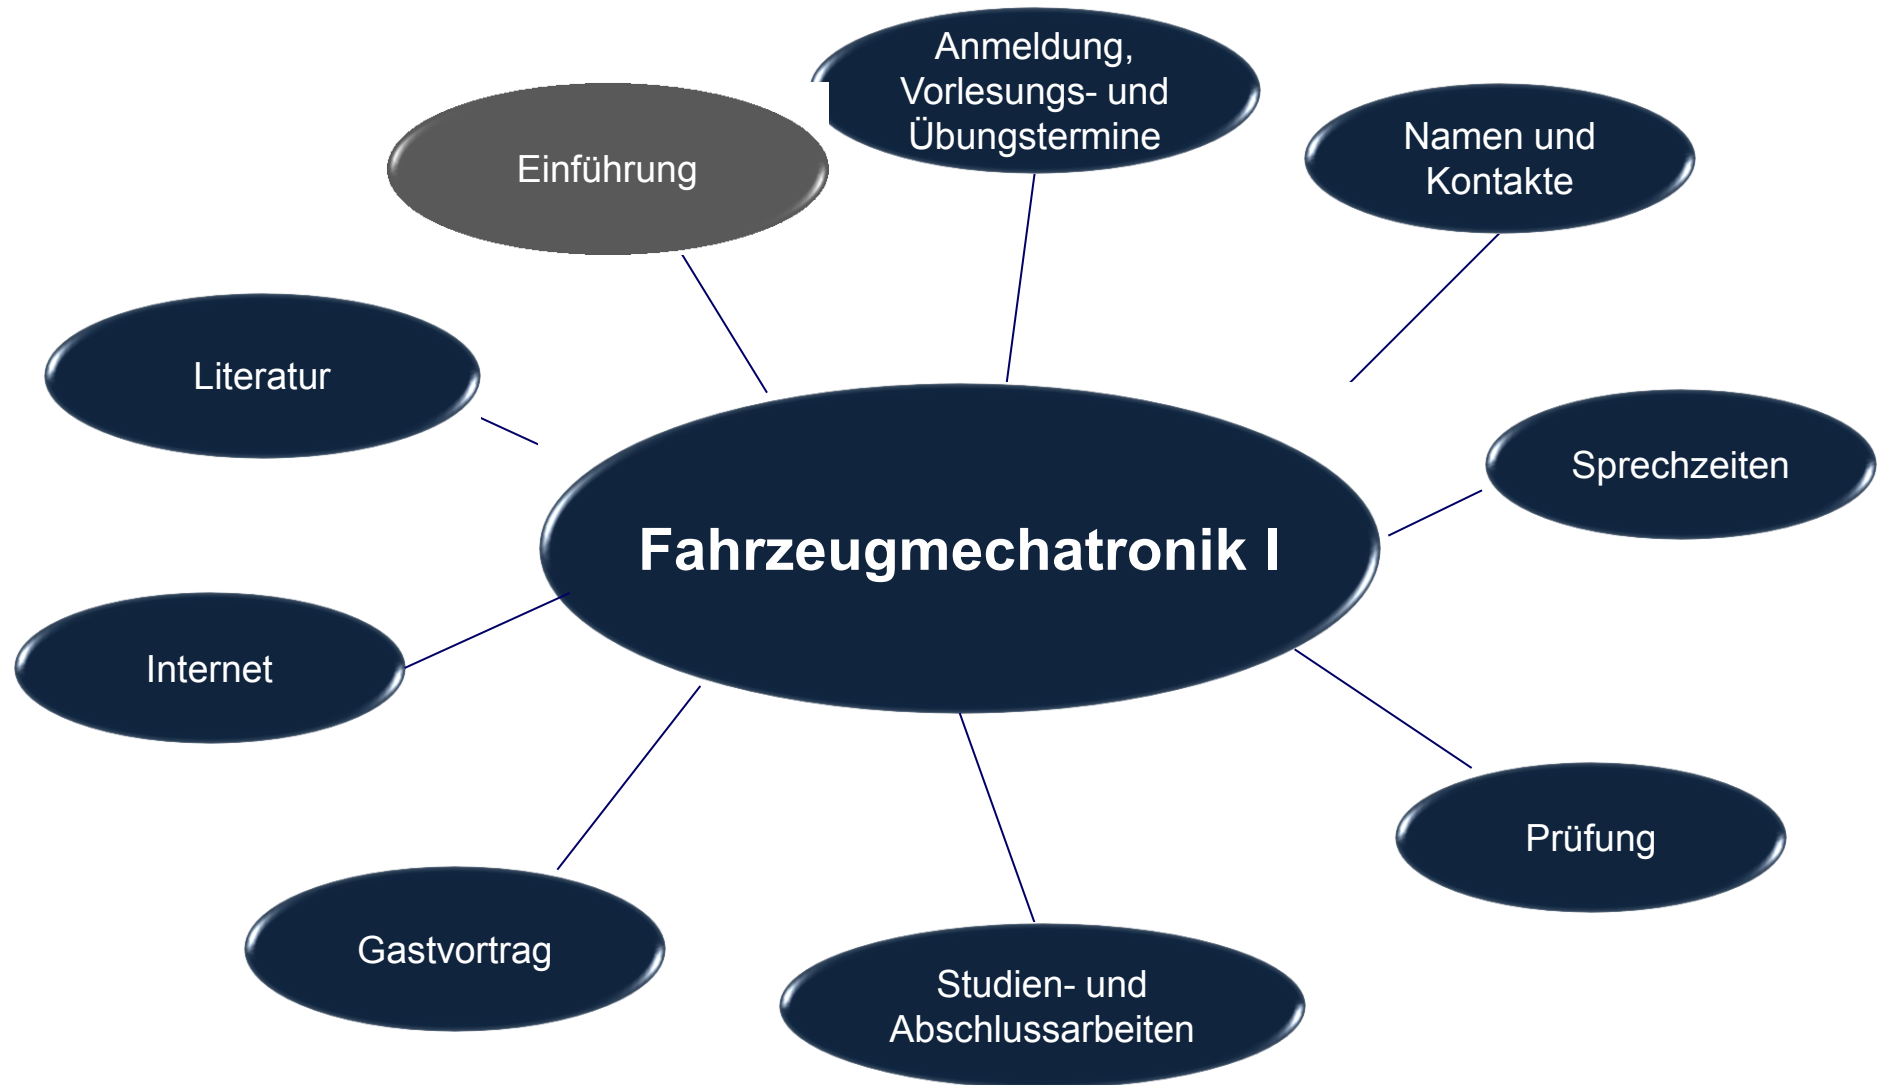 Anmeldung,
Vorlesungs- und
Übungstermine
Einführung
Namen und
Kontakte
Literatur
Sprechzeiten
Fahrzeugmechatronik I
Internet
Prüfung
Gastvortrag
Studien- und
Abschlussarbeiten